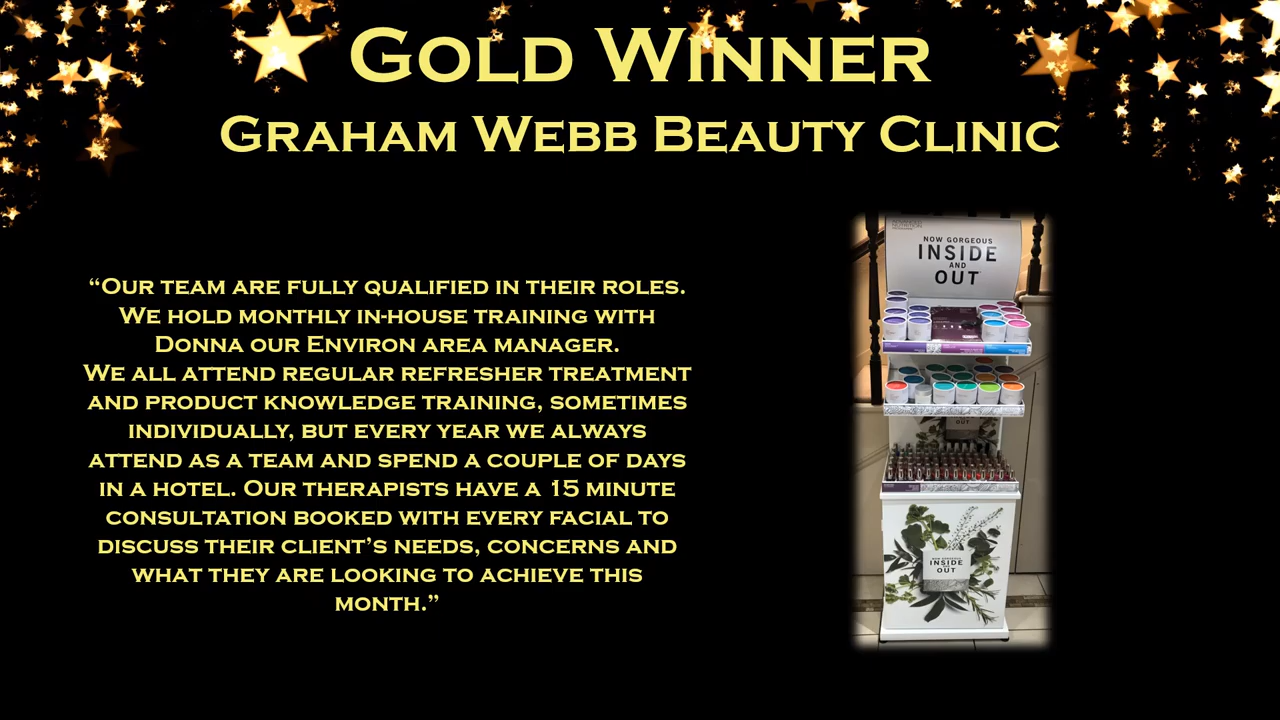 Gold Winner
Graham Webb Beauty Clinic
“Our team are fully qualified in their roles.
We hold monthly in-house training with
Donna our Environ area manager.
We all attend regular refresher treatment
and product knowledge training, sometimes
individually, but every year we always
attend as a team and spend a couple of days
in a hotel. Our therapists have a 15 minute
consultation booked with every facial to
discuss their client’s needs, concerns and
what they are looking to achieve this
month.”
NOW GORGEOUS
INSIDE
AND
OUT
OUT
NOW GORGEOUS
INSIDE
AND
OUT